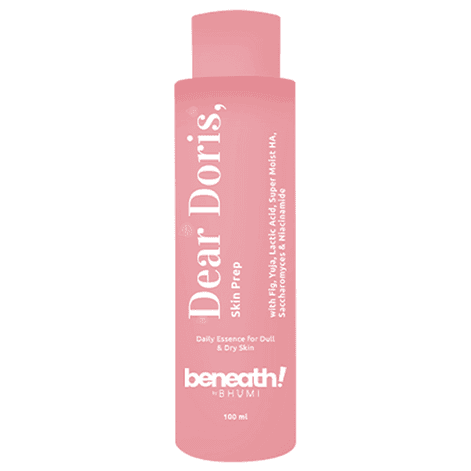 Dear Doris,
Skin Prep
with Fig, Yuja, Lactic Acid, Super Moist HA,
Saccharomyces & Niacinamide
Daily Essence for Dull
& Dry Skin
beneath!
by BHUMI
100 ml